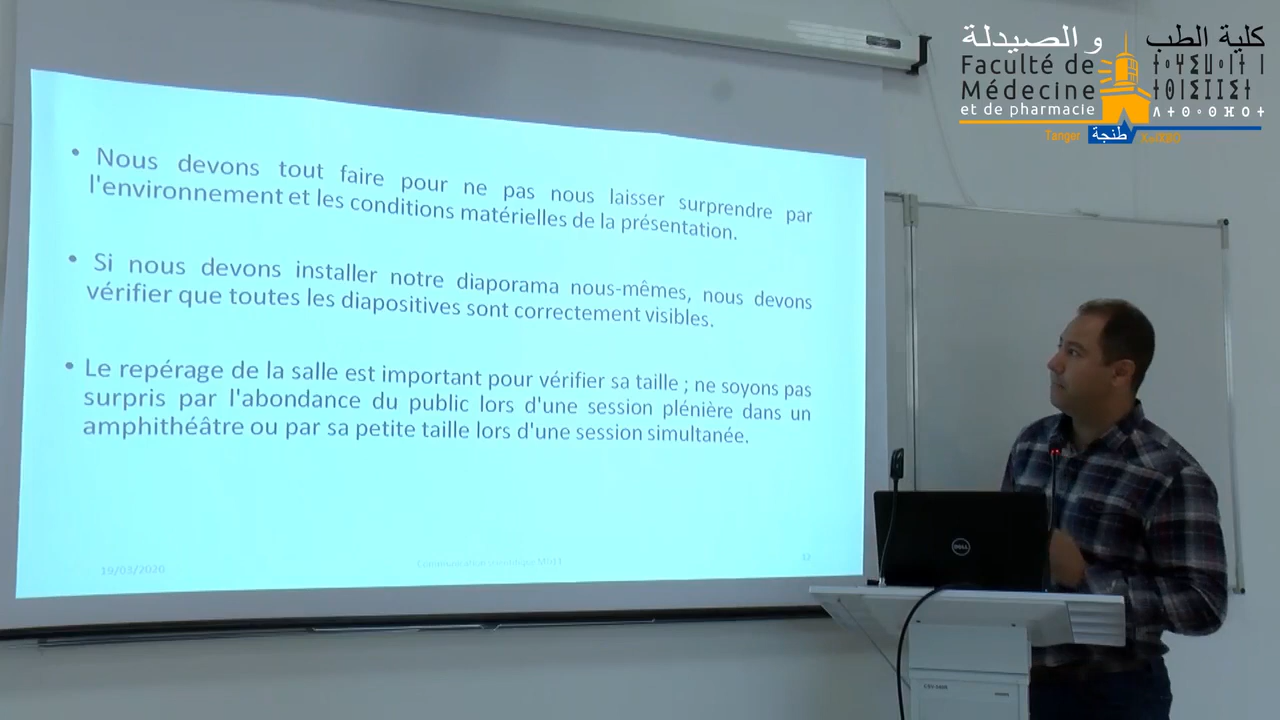 كلية الطب و الصيدلة
Faculté de
Médecine
et de pharmacie
ⴰⵙⵙⵏⵏⵉⵜ
Tanger طنجة
• Nous devons tout faire pour ne pas nous laisser surprendre par
l'environnement et les conditions matérielles de la présentation.
• Si nous devons installer notre diaporama nous-mêmes, nous devons
vérifier que toutes les diapositives sont correctement visibles.
• Le repérage de la salle est important pour vérifier sa taille ; ne soyons pas
surpris par l'abondance du public lors d'une session plénière dans un
amphithéâtre ou par sa petite taille lors d'une session simultanée.
19/03/2020
12
DELL